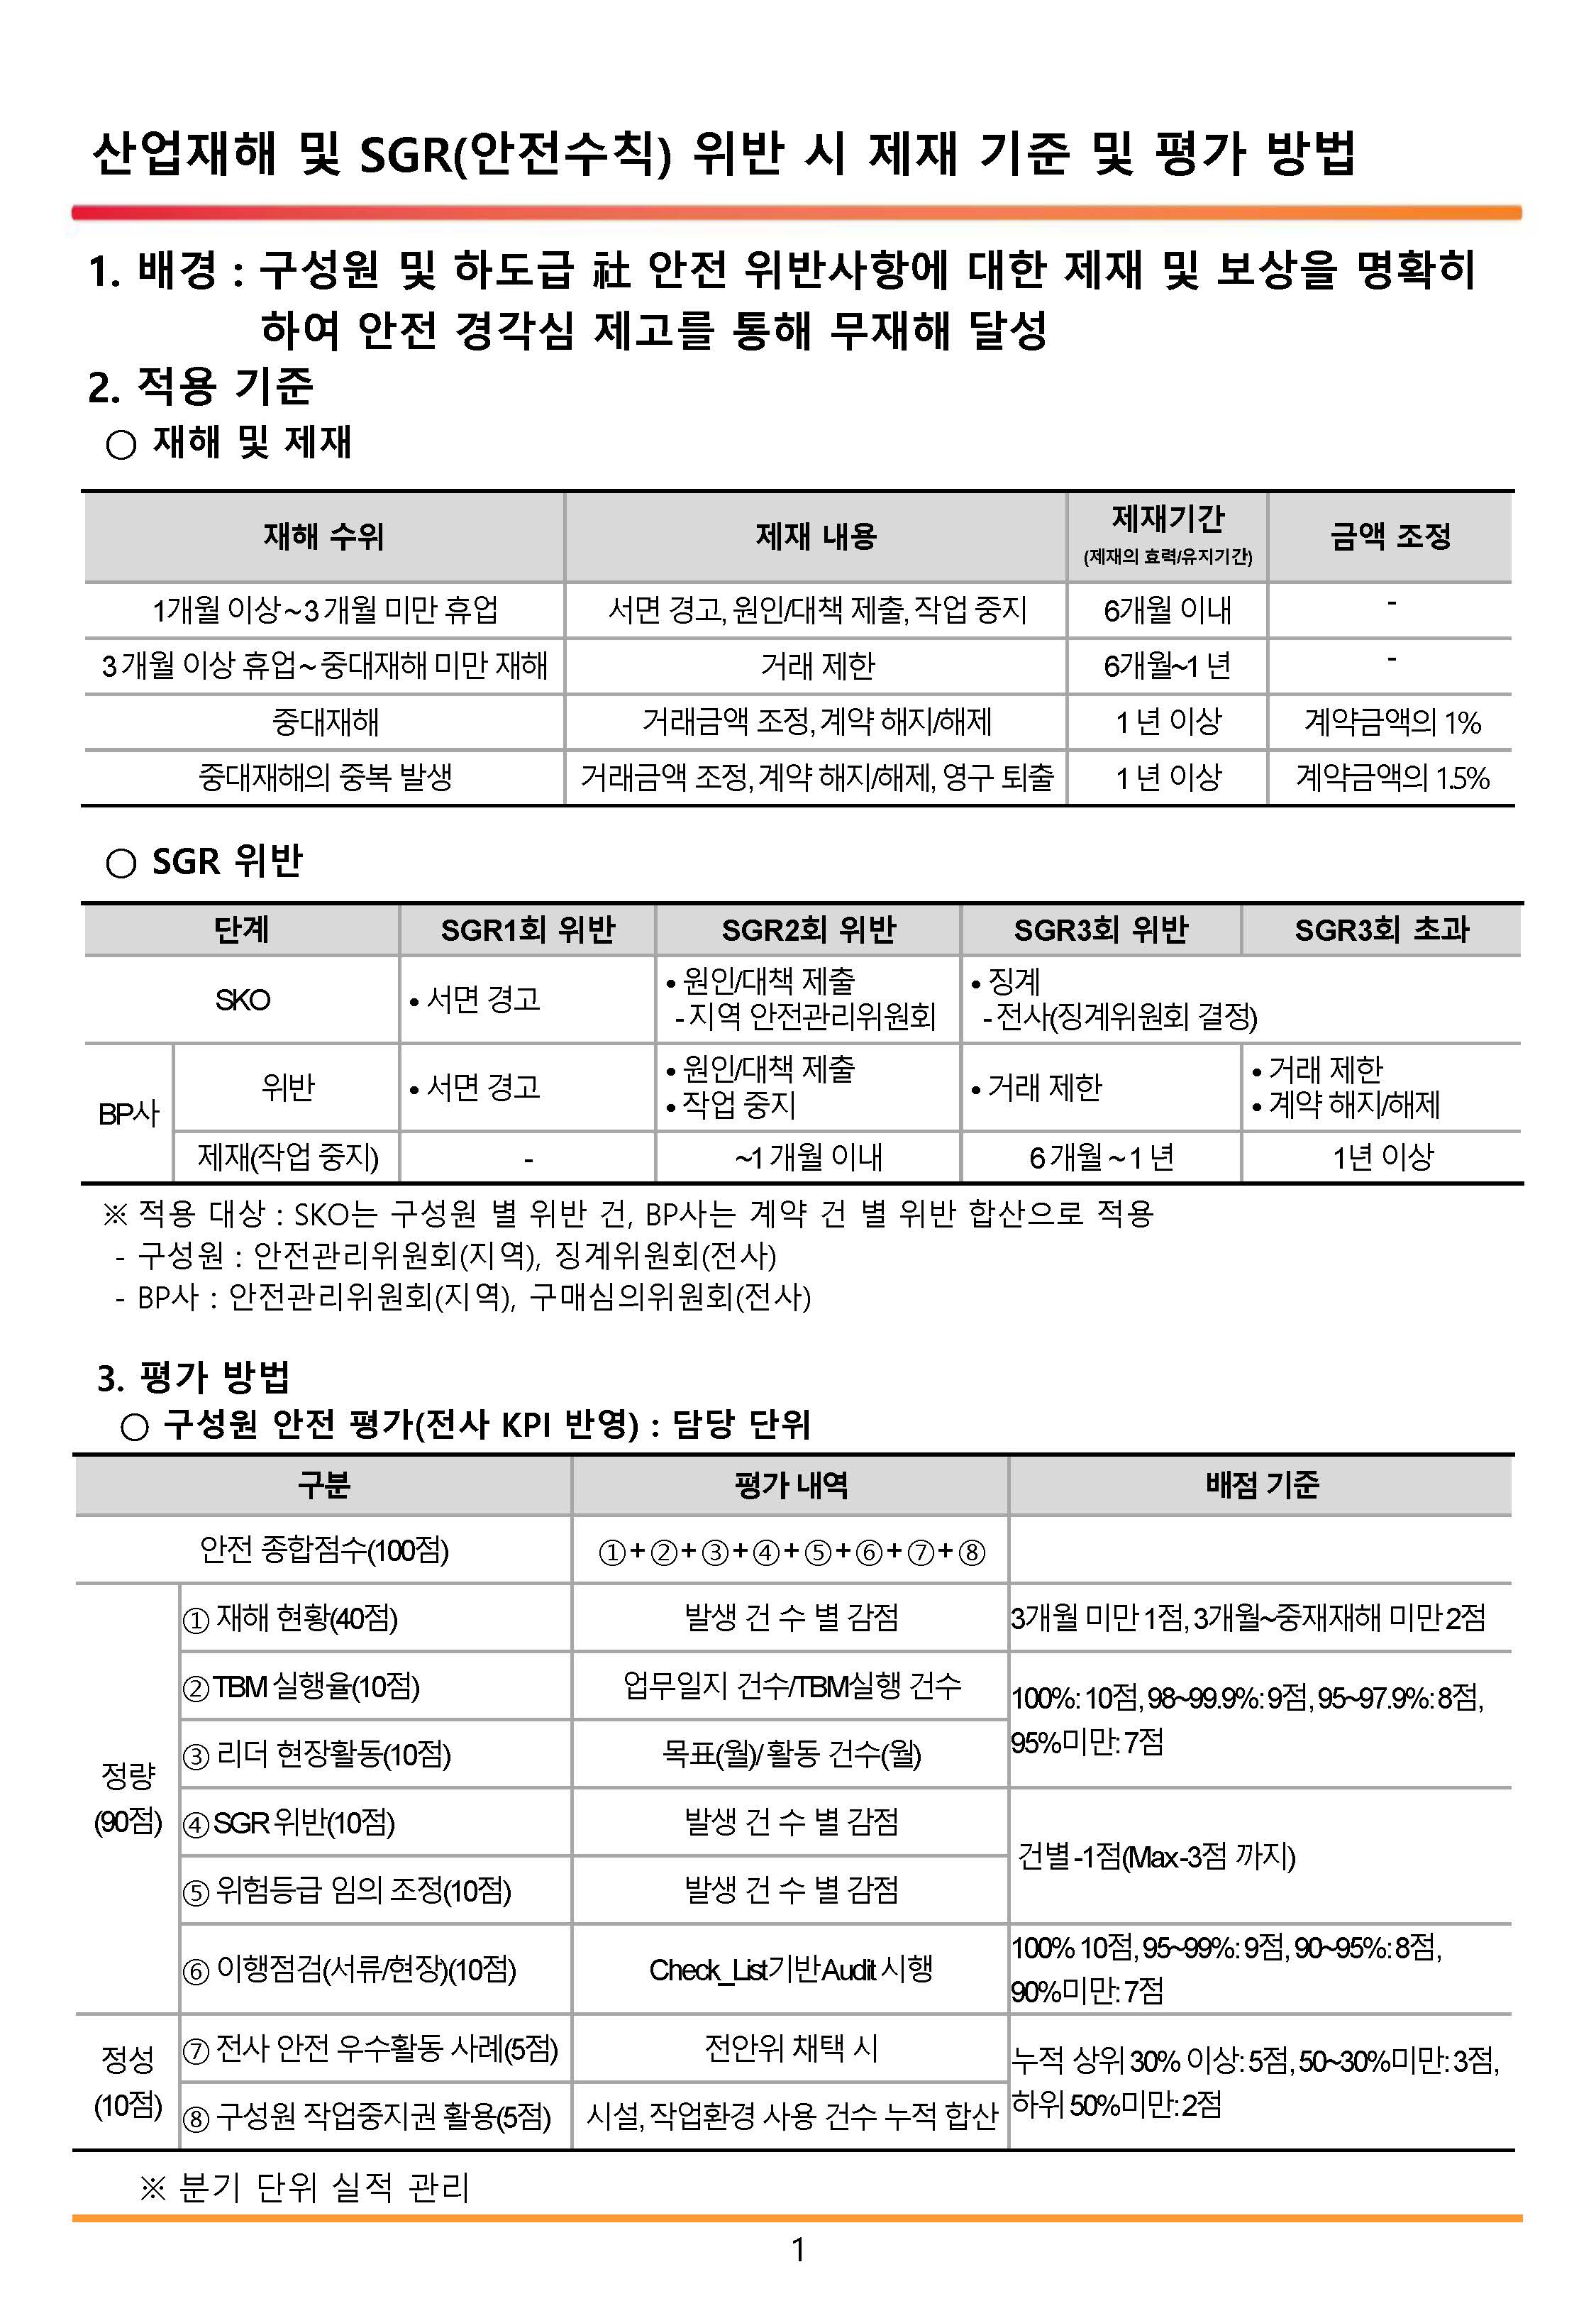 산업재해 및 SGR(안전수칙) 위반 시 제재 기준 및 평가 방법
1. 배경 : 구성원 및 하도급 社 안전 위반사항에 대한 제재 및 보상을 명확히
하여 안전 경각심 제고를 통해 무재해 달성
2. 적용 기준
○ 재해 및 제재
재해 수위 제재 내용 제재기간 금액 조정
(제재의 효력/유지기간)
1개월 이상~3개월 미만 휴업 서면 경고, 원인/대책 제출, 작업 중지 6개월 이내 -
3개월 이상 휴업~중대재해 미만 재해 거래 제한 6개월~1년 -
중대재해 거래금액 조정, 계약 해지/해제 1년 이상 계약금액의 1%
중대재해의 중복 발생 거래금액 조정, 계약 해지/해제, 영구 퇴출 1년 이상 계약금액의 1.5%
○ SGR 위반
단계 SGR1회 위반 SGR2회 위반 SGR3회 위반 SGR3회 초과
SKO • 서면 경고 • 원인/대책 제출 • 징계
- 지역 안전관리위원회 - 전사(징계위원회 결정)
BP사 위반 • 서면 경고 • 원인/대책 제출 • 거래 제한 • 거래 제한
• 작업 중지 • 계약 해지/해제
제재(작업 중지) - ~1개월 이내 6개월~1년 1년 이상
※ 적용 대상 : SKO는 구성원 별 위반 건, BP사는 계약 건 별 위반 합산으로 적용
- 구성원 : 안전관리위원회(지역), 징계위원회(전사)
- BP사 : 안전관리위원회(지역), 구매심의위원회(전사)
3. 평가 방법
○ 구성원 안전 평가(전사 KPI 반영) : 담당 단위
구분 평가 내역 배점 기준
안전 종합점수(100점) ①+②+③+④+⑤+⑥+⑦+⑧
정량
(90점)
① 재해 현황(40점) 발생 건 수 별 감점 3개월 미만 1점, 3개월~중재재해 미만 2점
② TBM 실행율(10점) 업무일지 건수/TBM실행 건수 100%: 10점, 98~99.9%: 9점, 95~97.9%: 8점,
95%미만: 7점
③ 리더 현장활동(10점) 목표(월)/활동 건수(월)
④ SGR 위반(10점) 발생 건 수 별 감점 건별 -1점(Max -3점 까지)
⑤ 위험등급 임의 조정(10점) 발생 건 수 별 감점
⑥ 이행점검(서류/현장)(10점) Check_List기반 Audit 시행 100% 10점, 95~99%: 9점, 90~95%: 8점,
90%미만: 7점
정성
(10점)
⑦ 전사 안전 우수활동 사례(5점) 전안위 채택 시 누적 상위 30% 이상: 5점, 50~30%미만: 3점,
하위 50%미만: 2점
⑧ 구성원 작업중지권 활용(5점) 시설, 작업환경 사용 건수 누적 합산
※ 분기 단위 실적 관리
1